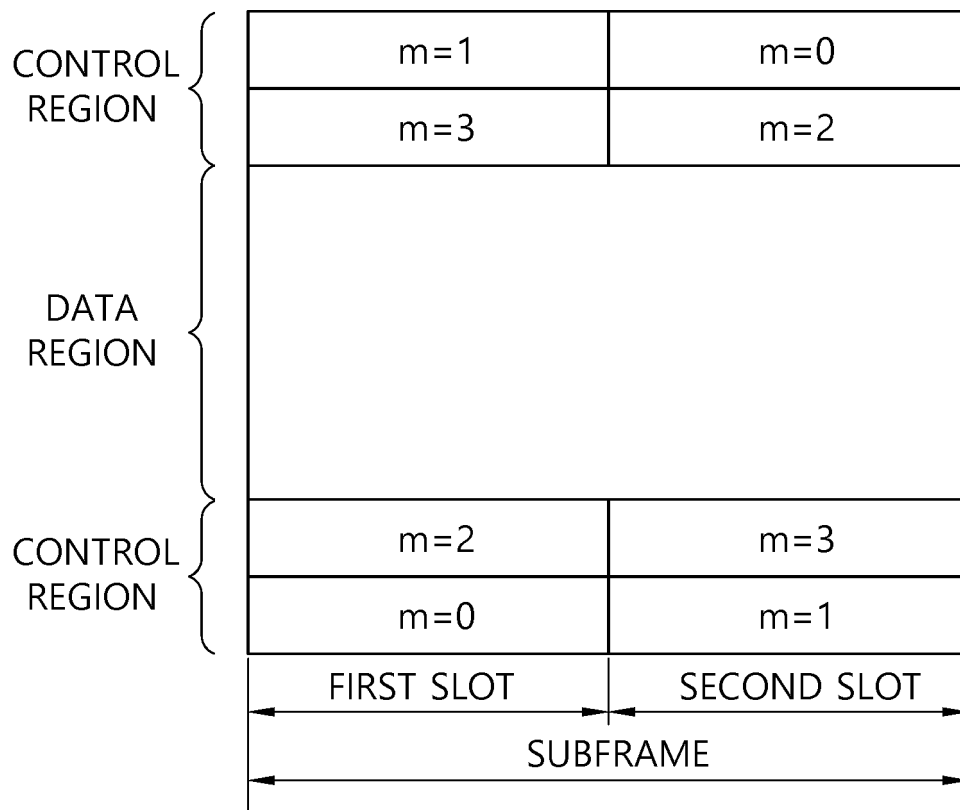 m=1 m=0
CONTROL
REGION
m=3 m=2
DATA
REGION
m=2 m=3
CONTROL
REGION
m=0 m=1
FIRST SLOT SECOND SLOT
SUBFRAME